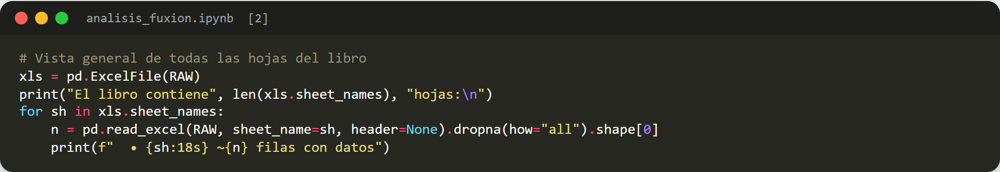 analisis_fuxion.ipynb [2]
# Vista general de todas las hojas del libro
xls = pd.ExcelFile(RAW)
print("El libro contiene", len(xls.sheet_names), "hojas:\n")
for sh in xls.sheet_names:
    n = pd.read_excel(RAW, sheet_name=sh, header=None).dropna(how="all").shape[0]
    print(f"  • {sh:18s} ~{n} filas con datos")